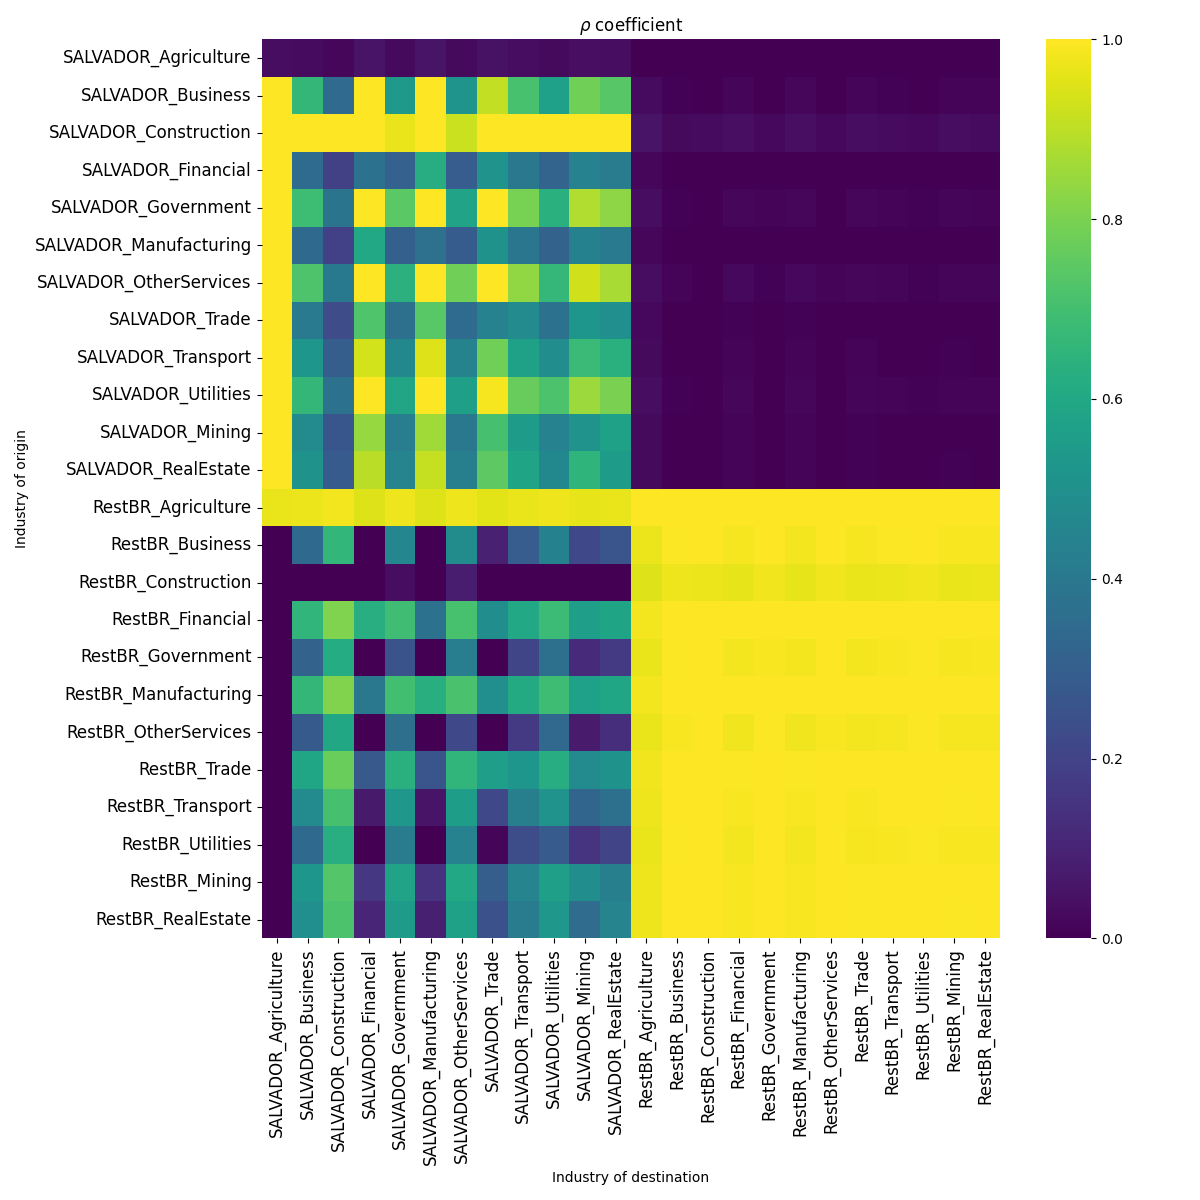 ρ coefficient
SALVADOR_Agriculture
SALVADOR_Business
SALVADOR_Construction
SALVADOR_Financial
SALVADOR_Government
SALVADOR_Manufacturing
SALVADOR_OtherServices
SALVADOR_Trade
SALVADOR_Transport
SALVADOR_Utilities
SALVADOR_Mining
SALVADOR_RealEstate
RestBR_Agriculture
RestBR_Business
RestBR_Construction
RestBR_Financial
RestBR_Government
RestBR_Manufacturing
RestBR_OtherServices
RestBR_Trade
RestBR_Transport
RestBR_Utilities
RestBR_Mining
RestBR_RealEstate
Industry of origin
SALVADOR_Agriculture
SALVADOR_Business
SALVADOR_Construction
SALVADOR_Financial
SALVADOR_Government
SALVADOR_Manufacturing
SALVADOR_OtherServices
SALVADOR_Trade
SALVADOR_Transport
SALVADOR_Utilities
SALVADOR_Mining
SALVADOR_RealEstate
RestBR_Agriculture
RestBR_Business
RestBR_Construction
RestBR_Financial
RestBR_Government
RestBR_Manufacturing
RestBR_OtherServices
RestBR_Trade
RestBR_Transport
RestBR_Utilities
RestBR_Mining
RestBR_RealEstate
Industry of destination
1.0
0.8
0.6
0.4
0.2
0.0